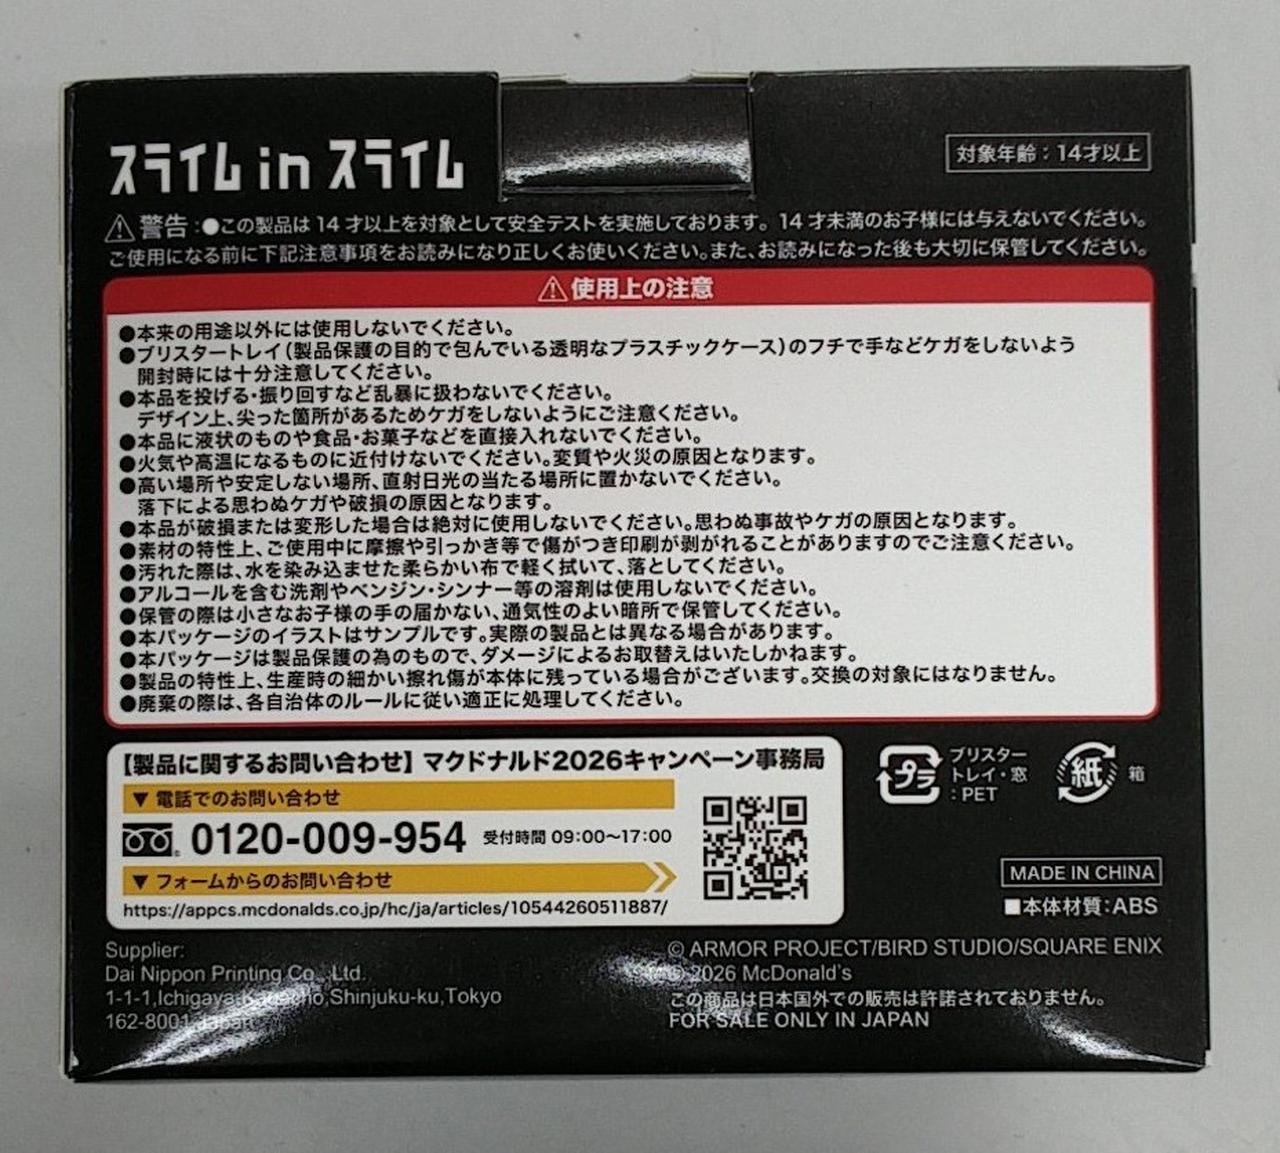 スライム in スライム
対象年齢：14才以上
⚠警告：●この製品は 14 才以上を対象として安全テストを実施しております。14 才未満のお子様には与えないでください。
ご使用になる前に下記注意事項をお読みになり正しくお使いください。また、お読みになった後も大切に保管してください。
⚠使用上の注意
●本来の用途以外には使用しないでください。
●ブリスタートレイ(製品保護の目的で包んでいる透明なプラスチックケース)のフチで手などケガをしないよう
開封時には十分注意してください。
●本品を投げる・振り回すなど乱暴に扱わないでください。
デザイン上、尖った箇所があるためケガをしないようにご注意ください。
●本品に液状のものや食品・お菓子などを直接入れないでください。
●火気や高温になるものに近付けないでください。変質や火災の原因となります。
●高い場所や安定しない場所、直射日光の当たる場所に置かないでください。
落下による思わぬケガや破損の原因となります。
●本品が破損または変形した場合は絶対に使用しないでください。思わぬ事故やケガの原因となります。
●素材の特性上、ご使用中に摩擦や引っかき等で傷がつき印刷が剥がれることがありますのでご注意ください。
●汚れた際は、水を染み込ませた柔らかい布で軽く拭いて、落としてください。
●アルコールを含む洗剤やベンジン・シンナー等の溶剤は使用しないでください。
●保管の際は小さなお子様の手の届かない、通気性のよい暗所で保管してください。
●本パッケージのイラストはサンプルです。実際の製品とは異なる場合があります。
●本パッケージは製品保護の為のもので、ダメージによるお取替えはいたしかねます。
●製品の特性上、生産時の細かい擦れ傷が本体に残っている場合がございます。交換の対象にはなりません。
●廃棄の際は、各自治体のルールに従い適正に処理してください。
【製品に関するお問い合わせ】マクドナルド2026キャンペーン事務局
▼ 電話でのお問い合わせ
0120-009-954 受付時間 09:00～17:00
▼ フォームからのお問い合わせ
https://appcs.mcdonalds.co.jp/hc/ja/articles/10544260511887/
プラ
ブリスター
トレイ・窓
：PET
紙
箱
MADE IN CHINA
■本体材質：ABS
Supplier:
Dai Nippon Printing Co., Ltd.
1-1-1,Ichigaya Shinjuku-ku,Tokyo
162-8001 Japan
© ARMOR PROJECT/BIRD STUDIO/SQUARE ENIX
© 2026 McDonald's
この商品は日本国外での販売は許諾されておりません。
FOR SALE ONLY IN JAPAN